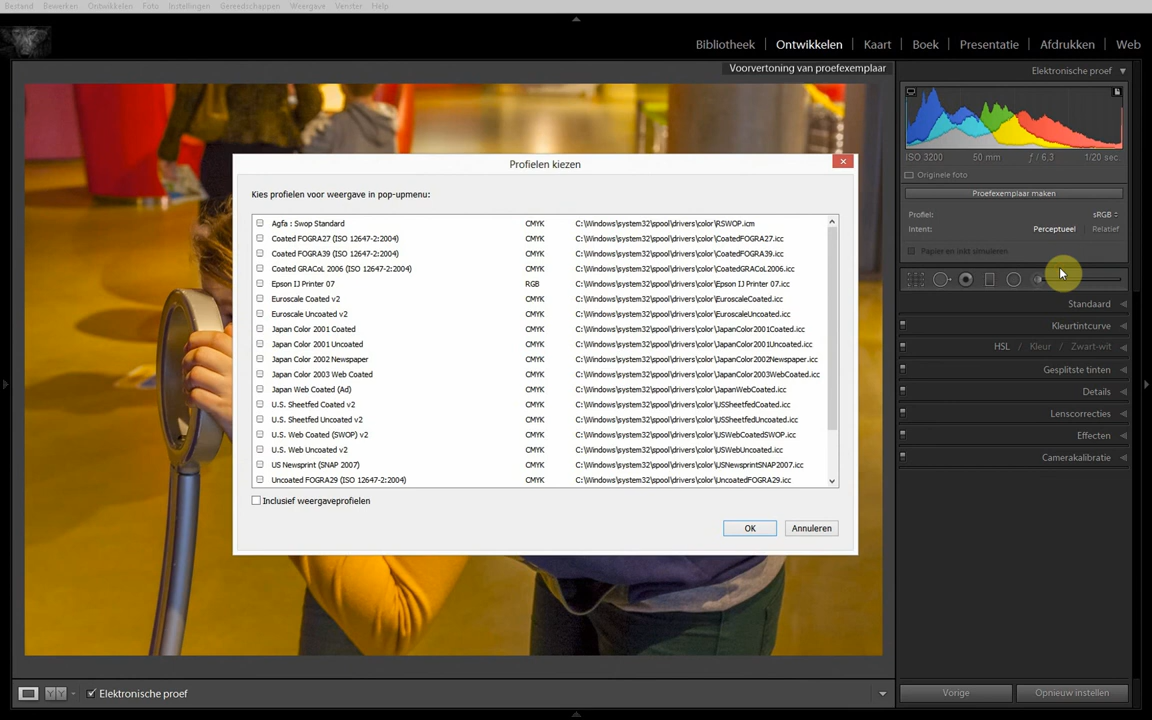 Bestand Bewerken Ontwikkelen Foto Instellingen Gereedschappen Weergave Venster Help
Bibliotheek | Ontwikkelen | Kaart | Boek | Presentatie | Afdrukken | Web
Voorvertoning van proefexemplaar
Elektronische proef
ISO 3200 50 mm ƒ / 6,3 1/20 sec.
Originele foto
Proefexemplaar maken
Profiel: sRGB
Intent: Perceptueel Relatief
Papier en inkt simuleren
Standaard
Kleurtintcurve
HSL / Kleur / Zwart-wit
Gesplitste tinten
Details
Lenscorrecties
Effecten
Camerakalibratie
Profielen kiezen
Kies profielen voor weergave in pop-upmenu:
Agfa : Swop Standard CMYK C:\Windows\system32\spool\drivers\color\RSWOP.icm
Coated FOGRA27 (ISO 12647-2:2004) CMYK C:\Windows\system32\spool\drivers\color\CoatedFOGRA27.icc
Coated FOGRA39 (ISO 12647-2:2004) CMYK C:\Windows\system32\spool\drivers\color\CoatedFOGRA39.icc
Coated GRACoL 2006 (ISO 12647-2:2004) CMYK C:\Windows\system32\spool\drivers\color\CoatedGRACoL2006.icc
Epson IJ Printer 07 RGB C:\Windows\system32\spool\drivers\color\Epson IJ Printer 07.icc
Euroscale Coated v2 CMYK C:\Windows\system32\spool\drivers\color\EuroscaleCoated.icc
Euroscale Uncoated v2 CMYK C:\Windows\system32\spool\drivers\color\EuroscaleUncoated.icc
Japan Color 2001 Coated CMYK C:\Windows\system32\spool\drivers\color\JapanColor2001Coated.icc
Japan Color 2001 Uncoated CMYK C:\Windows\system32\spool\drivers\color\JapanColor2001Uncoated.icc
Japan Color 2002 Newspaper CMYK C:\Windows\system32\spool\drivers\color\JapanColor2002Newspaper.icc
Japan Color 2003 Web Coated CMYK C:\Windows\system32\spool\drivers\color\JapanColor2003WebCoated.icc
Japan Web Coated (Ad) CMYK C:\Windows\system32\spool\drivers\color\JapanWebCoated.icc
U.S. Sheetfed Coated v2 CMYK C:\Windows\system32\spool\drivers\color\USSheetfedCoated.icc
U.S. Sheetfed Uncoated v2 CMYK C:\Windows\system32\spool\drivers\color\USSheetfedUncoated.icc
U.S. Web Coated (SWOP) v2 CMYK C:\Windows\system32\spool\drivers\color\USWebCoatedSWOP.icc
U.S. Web Uncoated v2 CMYK C:\Windows\system32\spool\drivers\color\USWebUncoated.icc
US Newsprint (SNAP 2007) CMYK C:\Windows\system32\spool\drivers\color\USNewsprintSNAP2007.icc
Uncoated FOGRA29 (ISO 12647-2:2004) CMYK C:\Windows\system32\spool\drivers\color\UncoatedFOGRA29.icc
Inclusief weergaveprofielen
OK Annuleren
YY Elektronische proef
Vorige Opnieuw instellen